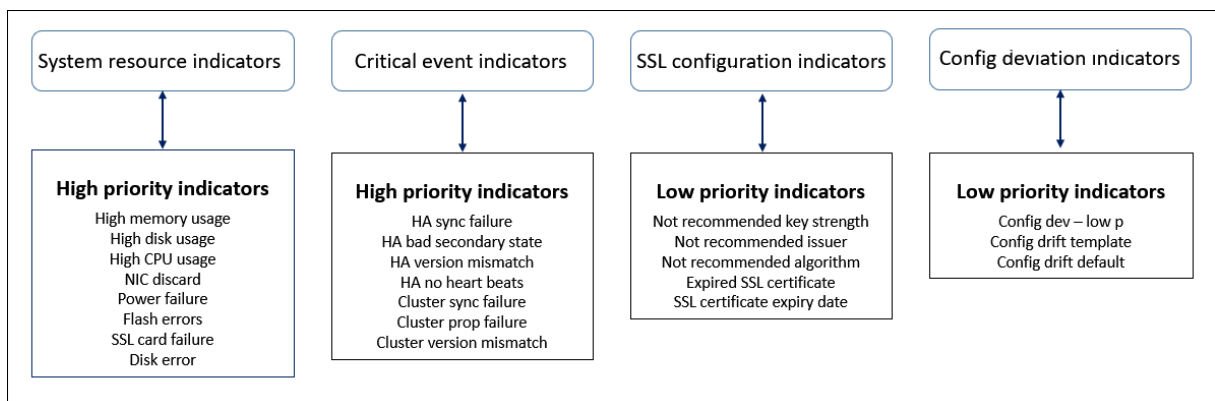 System resource indicators
High priority indicators
High memory usage
High disk usage
High CPU usage
NIC discard
Power failure
Flash errors
SSL card failure
Disk error
Critical event indicators
High priority indicators
HA sync failure
HA bad secondary state
HA version mismatch
HA no heart beats
Cluster sync failure
Cluster prop failure
Cluster version mismatch
SSL configuration indicators
Low priority indicators
Not recommended key strength
Not recommended issuer
Not recommended algorithm
Expired SSL certificate
SSL certificate expiry date
Config deviation indicators
Low priority indicators
Config dev – low p
Config drift template
Config drift default